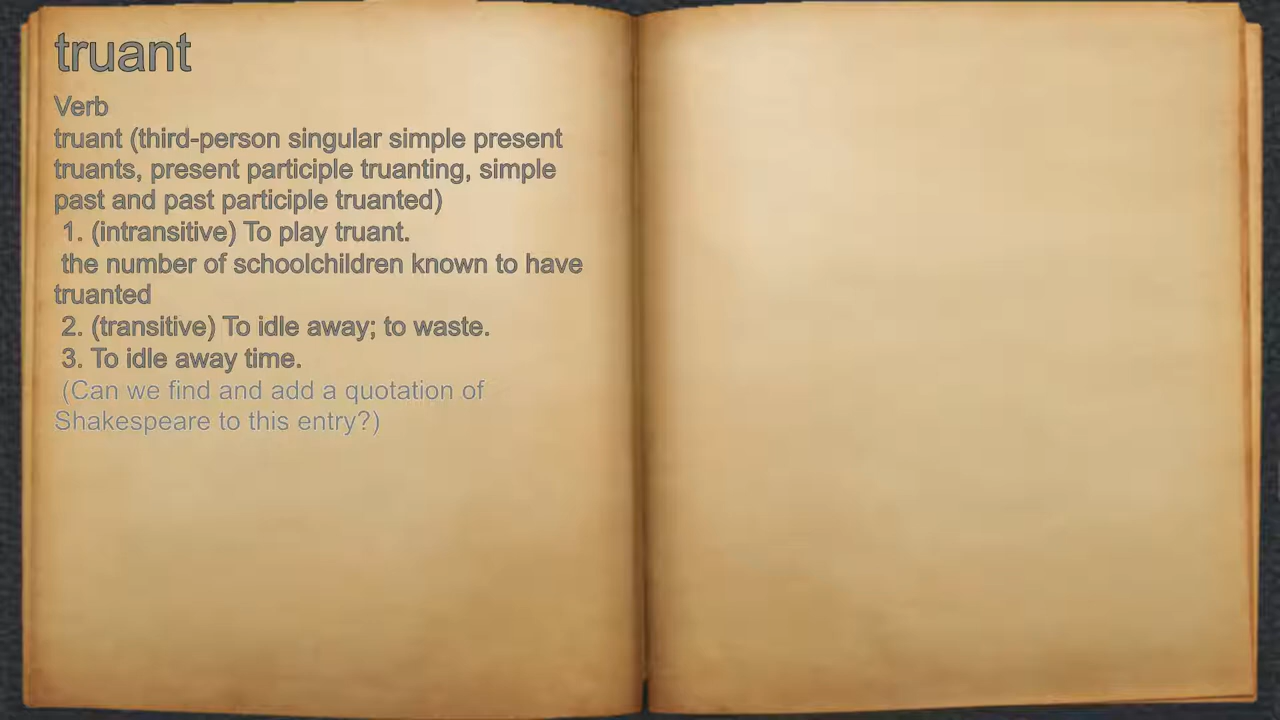 truant
Verb
truant (third-person singular simple present
truants, present participle truanting, simple
past and past participle truanted)
1. (intransitive) To play truant.
the number of schoolchildren known to have
truanted
2. (transitive) To idle away; to waste.
3. To idle away time.
(Can we find and add a quotation of
Shakespeare to this entry?)